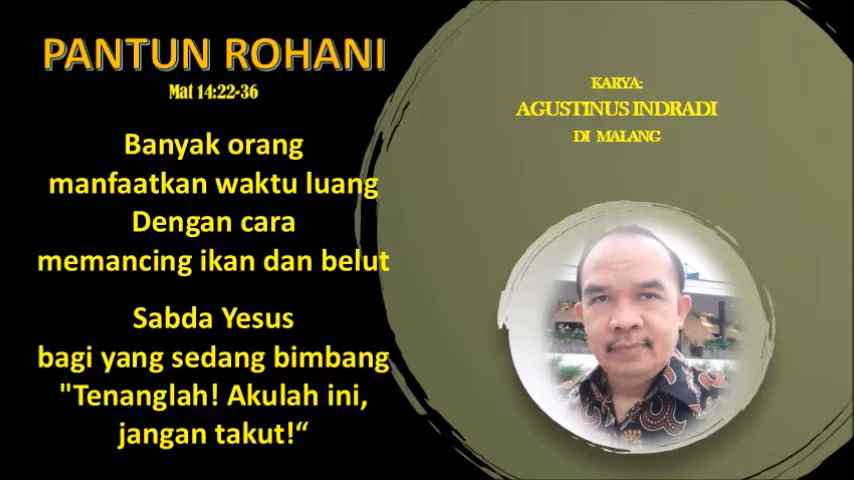 PANTUN ROHANI
Mat 14:22-36
Banyak orang
manfaatkan waktu luang
Dengan cara
memancing ikan dan belut
Sabda Yesus
bagi yang sedang bimbang
"Tenanglah! Akulah ini,
jangan takut!“
KARYA:
AGUSTINUS INDRADI
DI MALANG